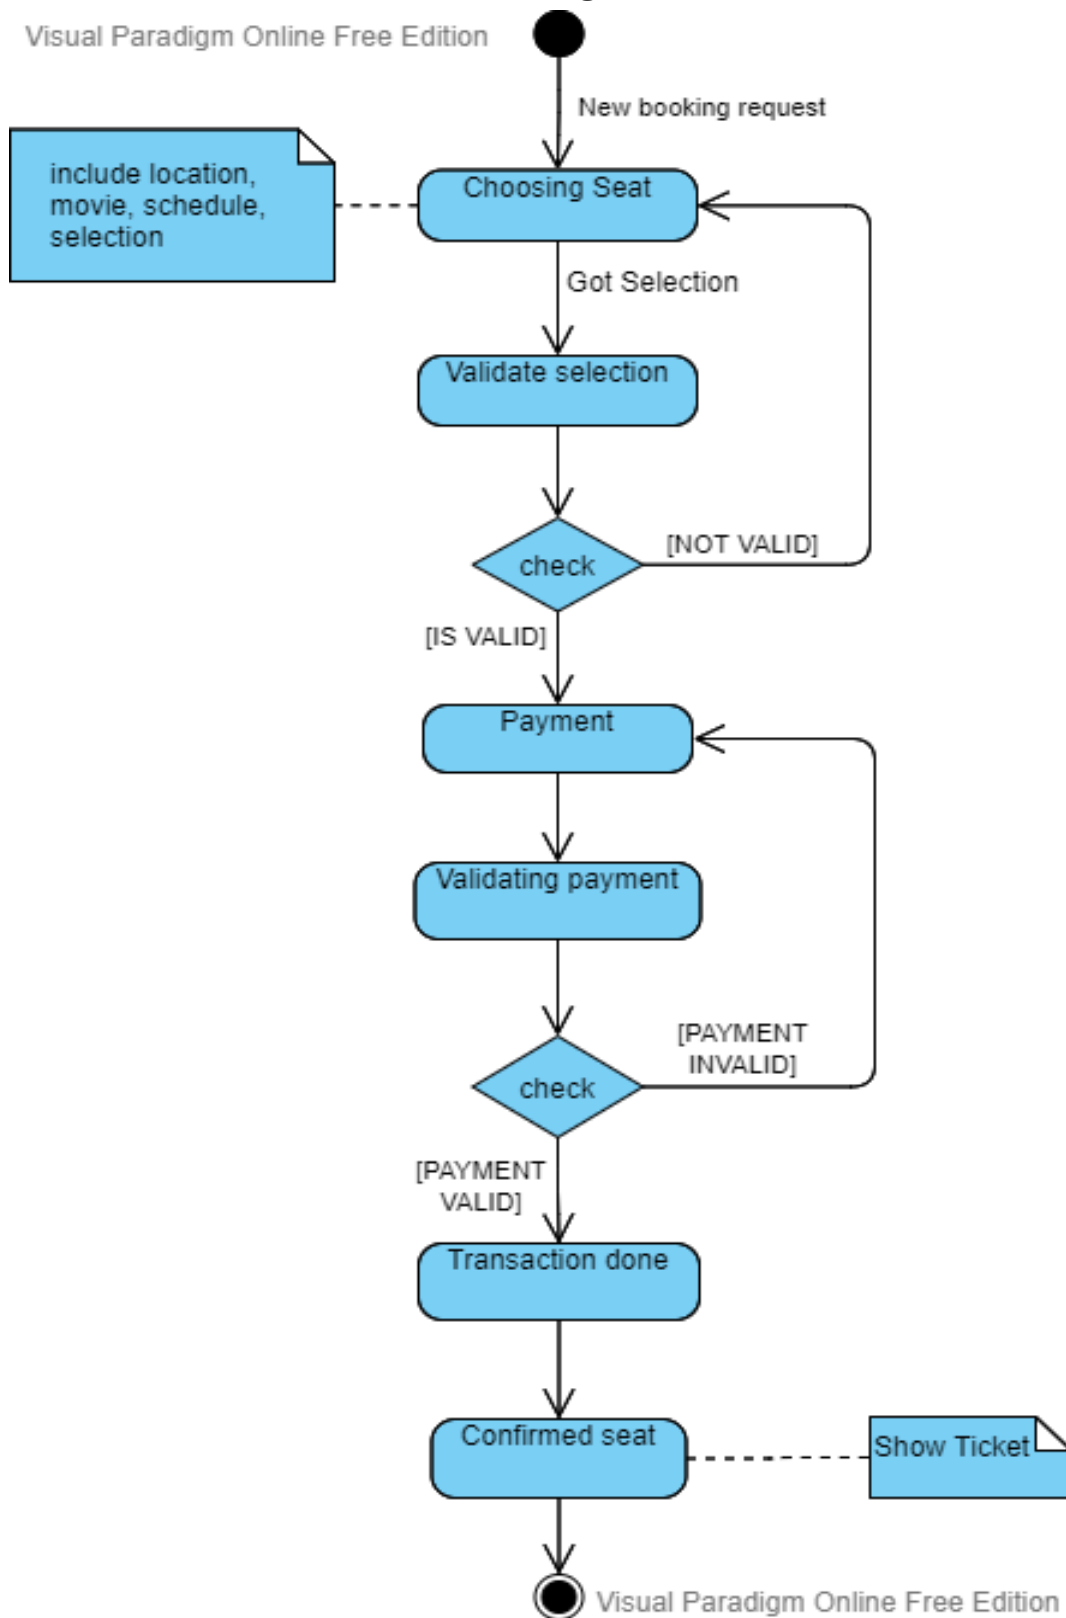 Visual Paradigm Online Free Edition
New booking request
include location,
movie, schedule,
selection
Choosing Seat
Got Selection
Validate selection
check
[NOT VALID]
[IS VALID]
Payment
Validating payment
[PAYMENT
INVALID]
check
[PAYMENT
VALID]
Transaction done
Confirmed seat
Show Ticket
Visual Paradigm Online Free Edition